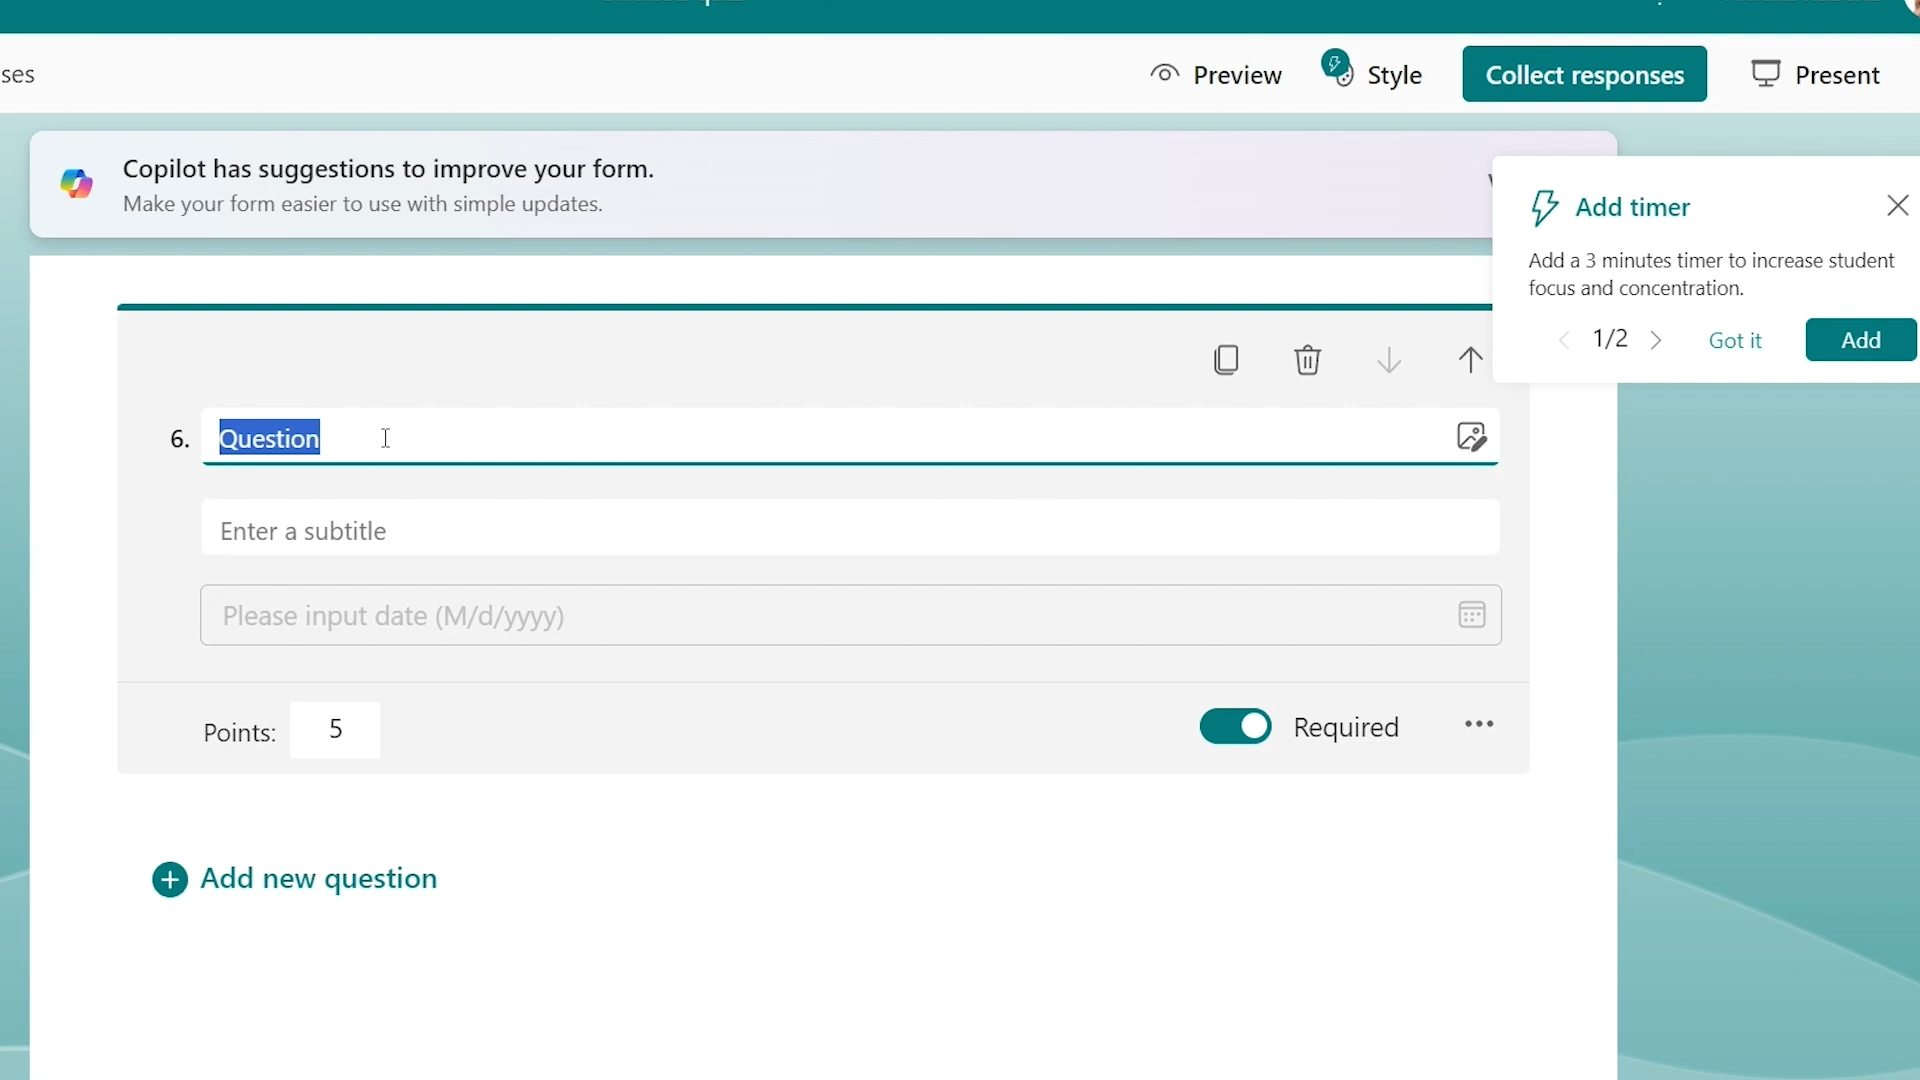 ses
Preview
Style
Collect responses
Present
Copilot has suggestions to improve your form.
Make your form easier to use with simple updates.
Add timer
Add a 3 minutes timer to increase student
focus and concentration.
1/2
Got it
Add
6.
Question
Enter a subtitle
Please input date (M/d/yyyy)
Points:
5
Required
Add new question